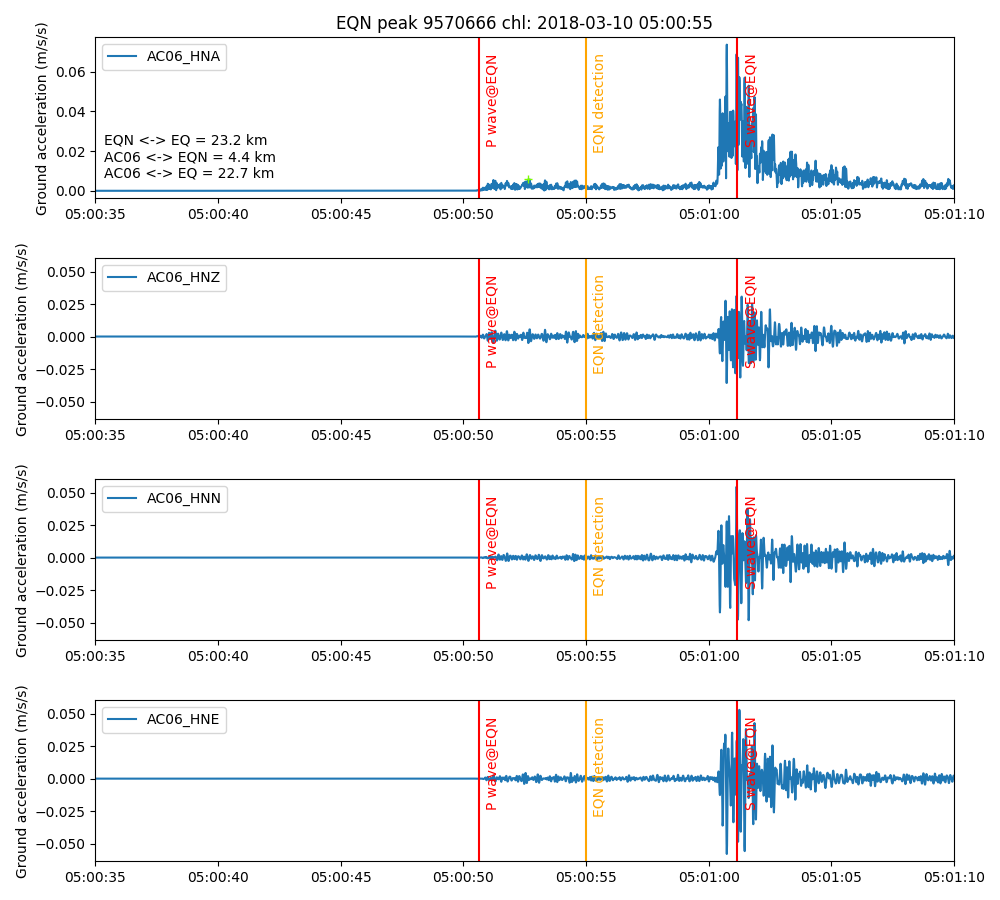 EQN peak 9570666 chl: 2018-03-10 05:00:55
Ground acceleration (m/s/s)
0.06
0.04
0.02
0.00
AC06_HNA
EQN <-> EQ = 23.2 km
AC06 <-> EQN = 4.4 km
AC06 <-> EQ = 22.7 km
P wave@EQN
EQN detection
S wave@EQN
05:00:35 05:00:40 05:00:45 05:00:50 05:00:55 05:01:00 05:01:05 05:01:10
Ground acceleration (m/s/s)
0.050
0.025
0.000
−0.025
−0.050
AC06_HNZ
P wave@EQN
EQN detection
S wave@EQN
05:00:35 05:00:40 05:00:45 05:00:50 05:00:55 05:01:00 05:01:05 05:01:10
Ground acceleration (m/s/s)
0.050
0.025
0.000
−0.025
−0.050
AC06_HNN
P wave@EQN
EQN detection
S wave@EQN
05:00:35 05:00:40 05:00:45 05:00:50 05:00:55 05:01:00 05:01:05 05:01:10
Ground acceleration (m/s/s)
0.050
0.025
0.000
−0.025
−0.050
AC06_HNE
P wave@EQN
EQN detection
S wave@EQN
05:00:35 05:00:40 05:00:45 05:00:50 05:00:55 05:01:00 05:01:05 05:01:10